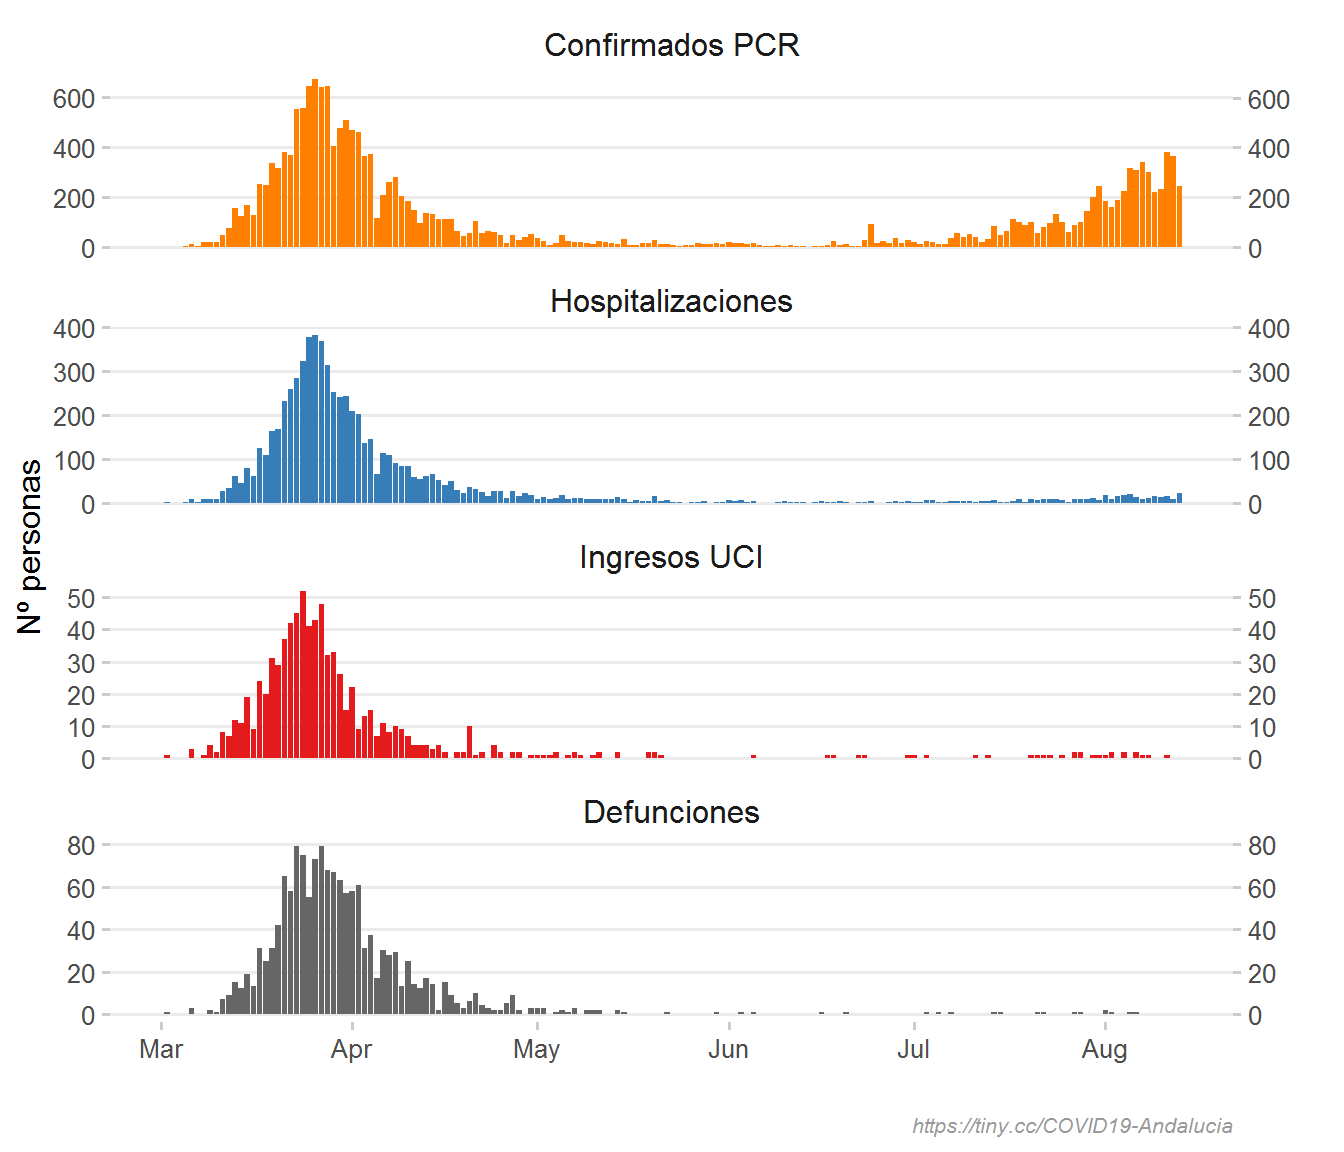 Confirmados PCR
600 600
400 400
200 200
0 0
Hospitalizaciones
400 400
300 300
200 200
100 100
0 0
Nº personas
Ingresos UCI
50 50
40 40
30 30
20 20
10 10
0 0
Defunciones
80 80
60 60
40 40
20 20
0 0
Mar Apr May Jun Jul Aug
https://tiny.cc/COVID19-Andalucia